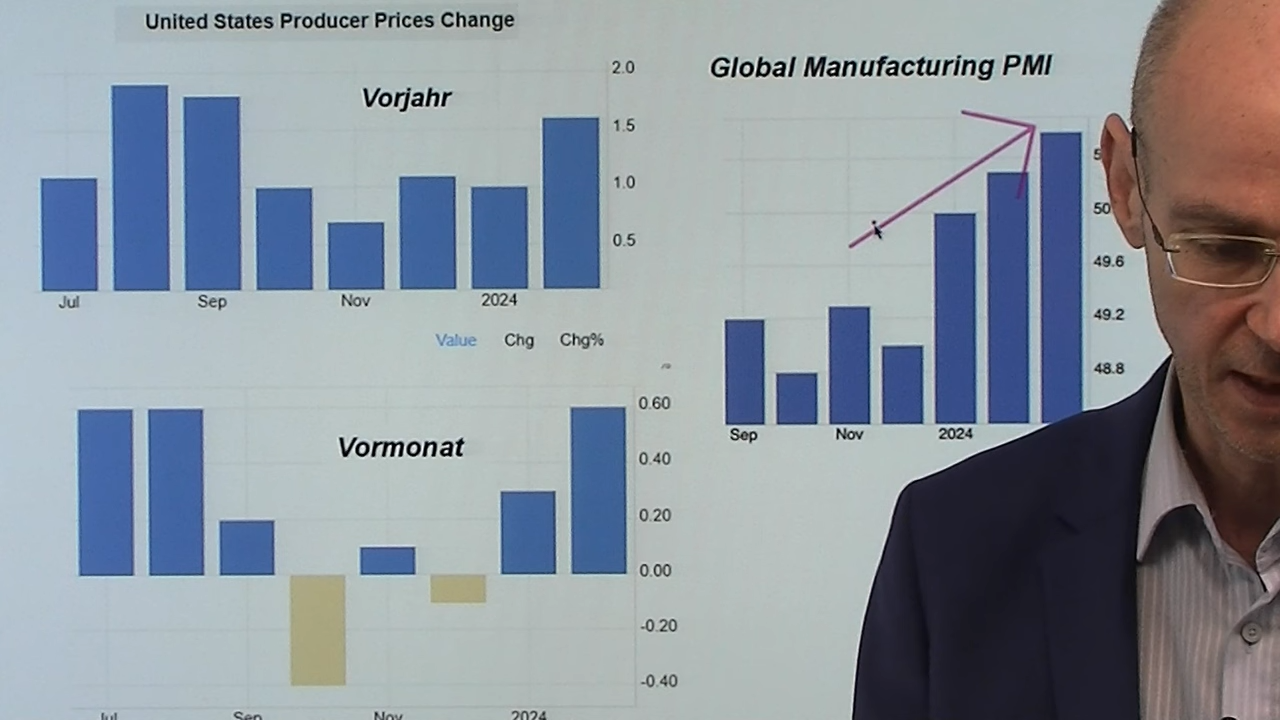 United States Producer Prices Change
Vorjahr
2.0
1.5
1.0
0.5
Jul Sep Nov 2024
Value Chg Chg%
Vormonat
0.60
0.40
0.20
0.00
-0.20
-0.40
Jul Sep Nov 2024
Global Manufacturing PMI
50
49.6
49.2
48.8
Sep Nov 2024